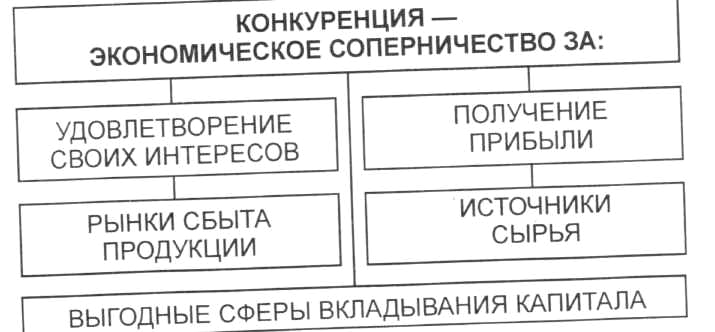 КОНКУРЕНЦИЯ —
ЭКОНОМИЧЕСКОЕ СОПЕРНИЧЕСТВО ЗА:
УДОВЛЕТВОРЕНИЕ
СВОИХ ИНТЕРЕСОВ
ПОЛУЧЕНИЕ
ПРИБЫЛИ
РЫНКИ СБЫТА
ПРОДУКЦИИ
ИСТОЧНИКИ
СЫРЬЯ
ВЫГОДНЫЕ СФЕРЫ ВКЛАДЫВАНИЯ КАПИТАЛА